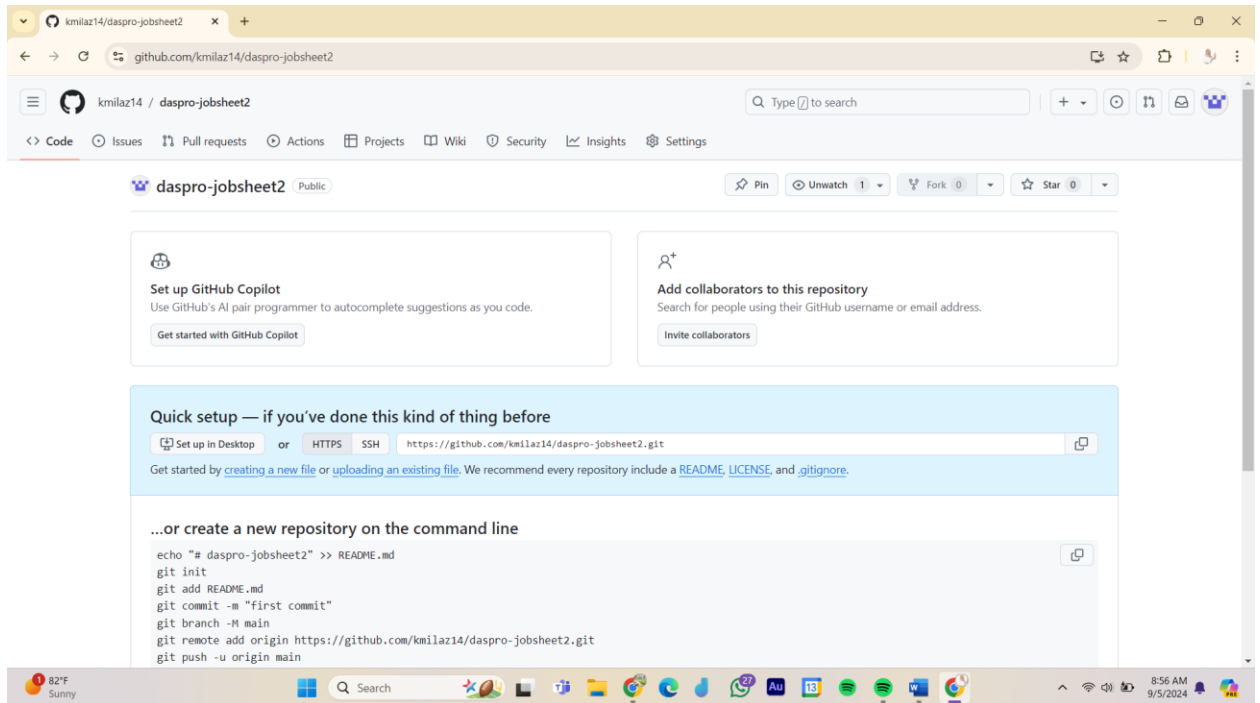 kmilaz14/daspro-jobsheet2
github.com/kmilaz14/daspro-jobsheet2
kmilaz14 / daspro-jobsheet2
Type / to search
Code Issues Pull requests Actions Projects Wiki Security Insights Settings
daspro-jobsheet2 Public
Pin Unwatch 1 Fork 0 Star 0
Set up GitHub Copilot
Use GitHub's AI pair programmer to autocomplete suggestions as you code.
Get started with GitHub Copilot
Add collaborators to this repository
Search for people using their GitHub username or email address.
Invite collaborators
Quick setup — if you've done this kind of thing before
Set up in Desktop or HTTPS SSH https://github.com/kmilaz14/daspro-jobsheet2.git
Get started by creating a new file or uploading an existing file. We recommend every repository include a README, LICENSE, and .gitignore.
...or create a new repository on the command line
echo "# daspro-jobsheet2" >> README.md
git init
git add README.md
git commit -m "first commit"
git branch -M main
git remote add origin https://github.com/kmilaz14/daspro-jobsheet2.git
git push -u origin main
1
82°F
Sunny
Search
27
Au
13
8:56 AM
9/5/2024
PRE